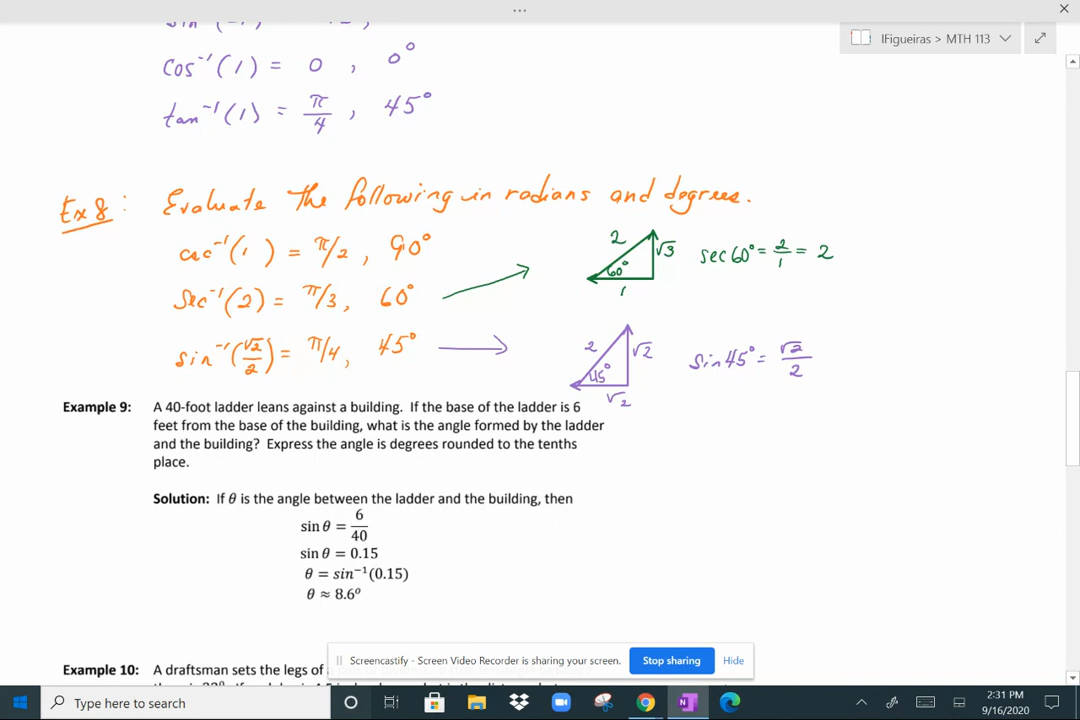 ...
IFigueiras > MTH 113
sin⁻¹(
cos⁻¹(1) = 0 , 0°
tan⁻¹(1) = π/4 , 45°
Ex 8: Evaluate the following in radians and degrees.
csc⁻¹(1) = π/2, 90°
sec⁻¹(2) = π/3, 60°
sin⁻¹(√2/2) = π/4, 45°
2 √3 60° 1
sec60° = 2/1 = 2
2 √2 45° √2
sin45° = √2/2
Example 9: A 40-foot ladder leans against a building. If the base of the ladder is 6
feet from the base of the building, what is the angle formed by the ladder
and the building? Express the angle is degrees rounded to the tenths
place.
Solution: If θ is the angle between the ladder and the building, then
sin θ = 6/40
sin θ = 0.15
θ = sin⁻¹(0.15)
θ ≈ 8.6°
Example 10: A draftsman sets the legs of
Screencastify - Screen Video Recorder is sharing your screen.
Stop sharing
Hide
Type here to search
2:31 PM
9/16/2020